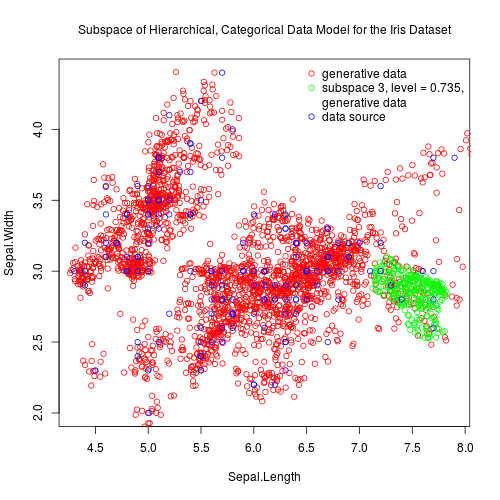 Subspace of Hierarchical, Categorical Data Model for the Iris Dataset
generative data
subspace 3, level = 0.735,
generative data
data source
Sepal.Width
4.0
3.5
3.0
2.5
2.0
4.5 5.0 5.5 6.0 6.5 7.0 7.5 8.0
Sepal.Length